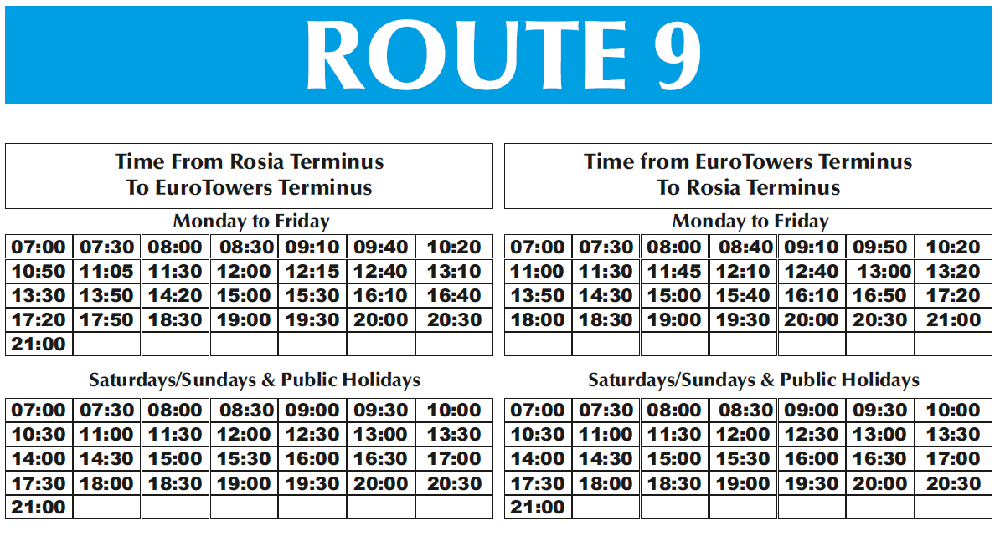 ROUTE 9
Time From Rosia Terminus
To EuroTowers Terminus
Monday to Friday
07:00 07:30 08:00 08:30 09:10 09:40 10:20
10:50 11:05 11:30 12:00 12:15 12:40 13:10
13:30 13:50 14:20 15:00 15:30 16:10 16:40
17:20 17:50 18:30 19:00 19:30 20:00 20:30
21:00
Saturdays/Sundays & Public Holidays
07:00 07:30 08:00 08:30 09:00 09:30 10:00
10:30 11:00 11:30 12:00 12:30 13:00 13:30
14:00 14:30 15:00 15:30 16:00 16:30 17:00
17:30 18:00 18:30 19:00 19:30 20:00 20:30
21:00
Time from EuroTowers Terminus
To Rosia Terminus
Monday to Friday
07:00 07:30 08:00 08:40 09:10 09:50 10:20
11:00 11:30 11:45 12:10 12:40 13:00 13:20
13:50 14:30 15:00 15:40 16:10 16:50 17:20
18:00 18:30 19:00 19:30 20:00 20:30 21:00
Saturdays/Sundays & Public Holidays
07:00 07:30 08:00 08:30 09:00 09:30 10:00
10:30 11:00 11:30 12:00 12:30 13:00 13:30
14:00 14:30 15:00 15:30 16:00 16:30 17:00
17:30 18:00 18:30 19:00 19:30 20:00 20:30
21:00